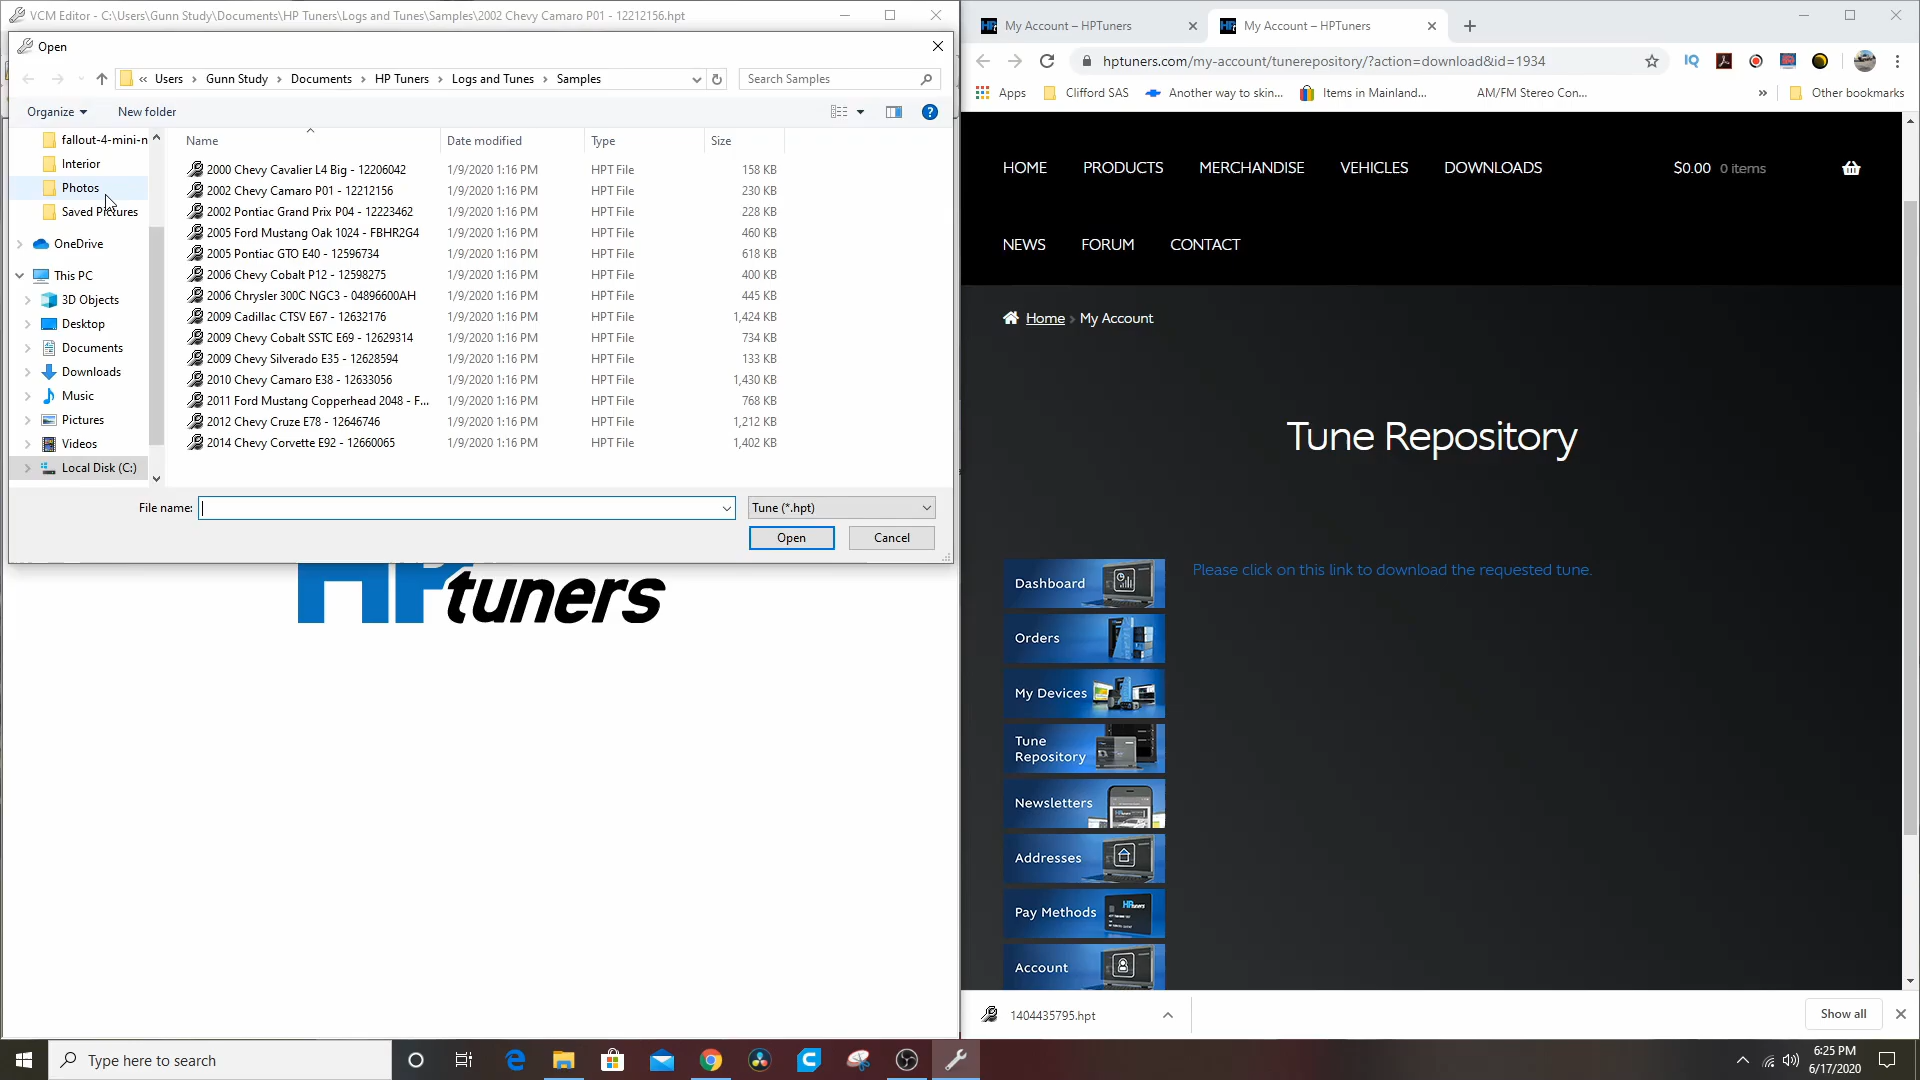 VCM Editor - C:\Users\Gunn Study\Documents\HP Tuners\Logs and Tunes\Samples\2002 Chevy Camaro P01 - 12212156.hpt
Open
« Users > Gunn Study > Documents > HP Tuners > Logs and Tunes > Samples
Search Samples
Organize
New folder
fallout-4-mini-n
Interior
Photos
Saved Pictures
OneDrive
This PC
3D Objects
Desktop
Documents
Downloads
Music
Pictures
Videos
Local Disk (C:)
Name Date modified Type Size
2000 Chevy Cavalier L4 Big - 12206042 1/9/2020 1:16 PM HPT File 158 KB
2002 Chevy Camaro P01 - 12212156 1/9/2020 1:16 PM HPT File 230 KB
2002 Pontiac Grand Prix P04 - 12223462 1/9/2020 1:16 PM HPT File 228 KB
2005 Ford Mustang Oak 1024 - FBHR2G4 1/9/2020 1:16 PM HPT File 460 KB
2005 Pontiac GTO E40 - 12596734 1/9/2020 1:16 PM HPT File 618 KB
2006 Chevy Cobalt P12 - 12598275 1/9/2020 1:16 PM HPT File 400 KB
2006 Chrysler 300C NGC3 - 04896600AH 1/9/2020 1:16 PM HPT File 445 KB
2009 Cadillac CTSV E67 - 12632176 1/9/2020 1:16 PM HPT File 1,424 KB
2009 Chevy Cobalt SSTC E69 - 12629314 1/9/2020 1:16 PM HPT File 734 KB
2009 Chevy Silverado E35 - 12628594 1/9/2020 1:16 PM HPT File 133 KB
2010 Chevy Camaro E38 - 12633056 1/9/2020 1:16 PM HPT File 1,430 KB
2011 Ford Mustang Copperhead 2048 - F... 1/9/2020 1:16 PM HPT File 768 KB
2012 Chevy Cruze E78 - 12646746 1/9/2020 1:16 PM HPT File 1,212 KB
2014 Chevy Corvette E92 - 12660065 1/9/2020 1:16 PM HPT File 1,402 KB
File name:
Tune (*.hpt)
Open
Cancel
HPtuners
My Account – HPTuners
My Account – HPTuners
hptuners.com/my-account/tunerepository/?action=download&id=1934
Apps
Clifford SAS
Another way to skin...
Items in Mainland...
AM/FM Stereo Con...
»
Other bookmarks
HOME PRODUCTS MERCHANDISE VEHICLES DOWNLOADS
$0.00 0 items
NEWS FORUM CONTACT
Home › My Account
Tune Repository
Please click on this link to download the requested tune.
Dashboard
Orders
My Devices
Tune
Repository
Newsletters
Addresses
Pay Methods
Account
1404435795.hpt
Show all
Type here to search
6:25 PM
6/17/2020